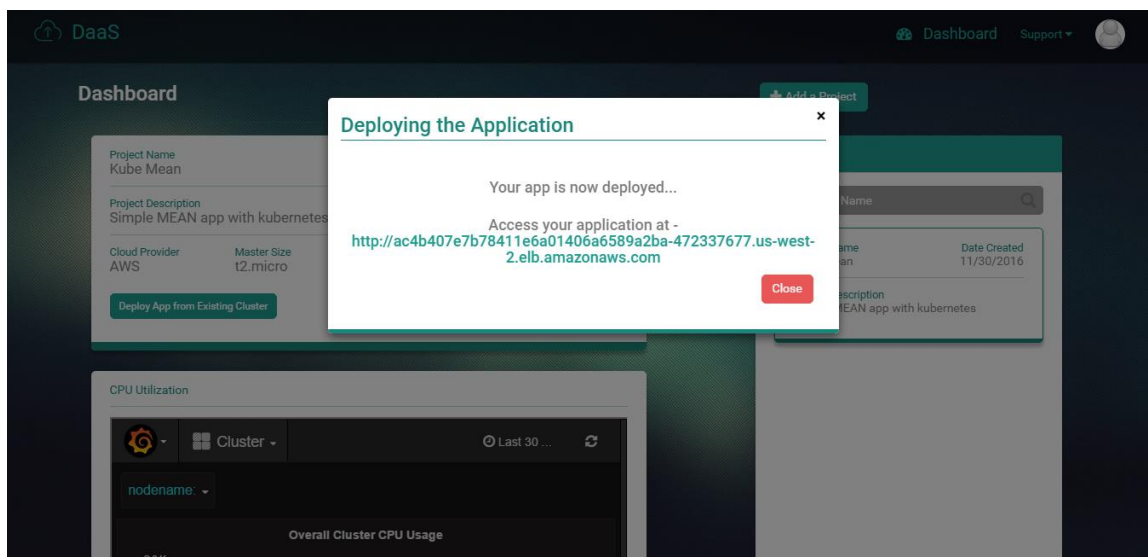 DaaS
Dashboard
Support
Dashboard
Add a Project
Deploying the Application
×
Your app is now deployed...
Access your application at -
http://ac4b407e7b78411e6a01406a6589a2ba-472337677.us-west-
2.elb.amazonaws.com
Close
Project Name
Kube Mean
Project Description
Simple MEAN app with kubernetes
Cloud Provider
Master Size
AWS
t2.micro
Deploy App from Existing Cluster
Name
Date Created
11/30/2016
MEAN app with kubernetes
CPU Utilization
Cluster
Last 30 ...
nodename:
Overall Cluster CPU Usage